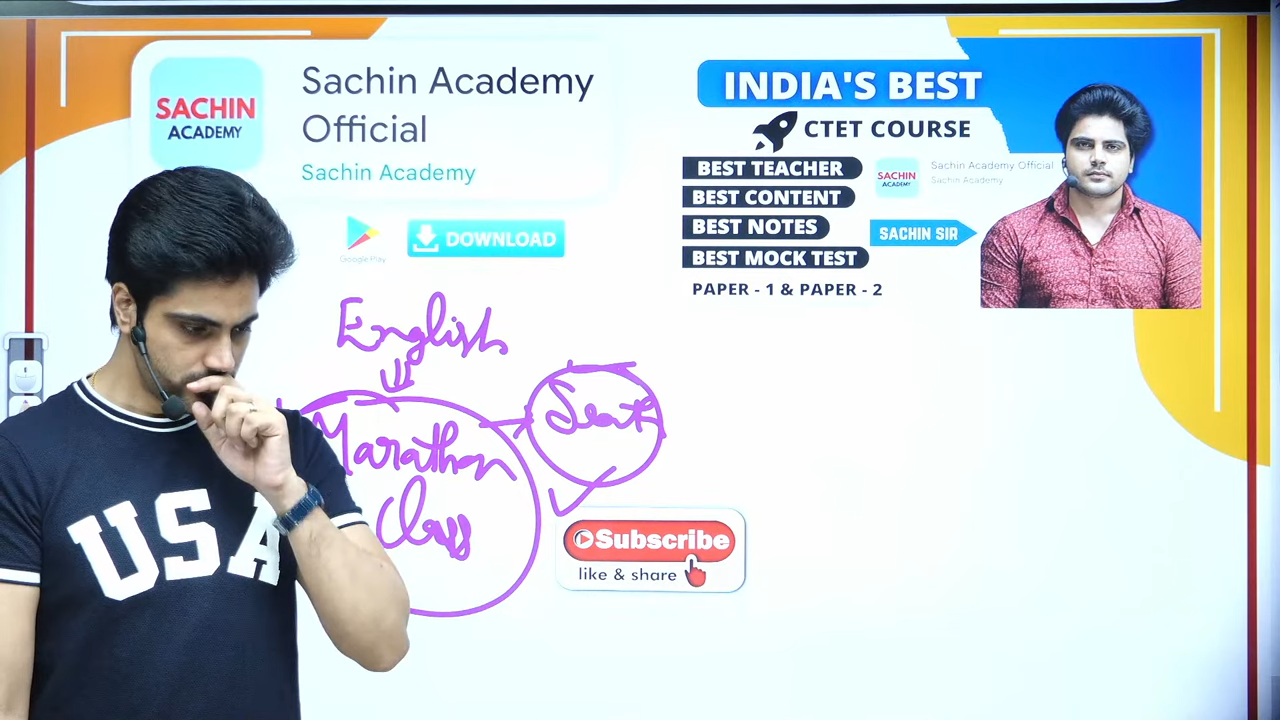 SACHIN
ACADEMY
Sachin Academy
Official
Sachin Academy
Google Play
DOWNLOAD
INDIA'S BEST
CTET COURSE
BEST TEACHER
BEST CONTENT
BEST NOTES
BEST MOCK TEST
PAPER - 1 & PAPER - 2
SACHIN
ACADEMY
Sachin Academy Official
Sachin Academy
SACHIN SIR
English
Marathon
Class
Subscribe
like & share
USA